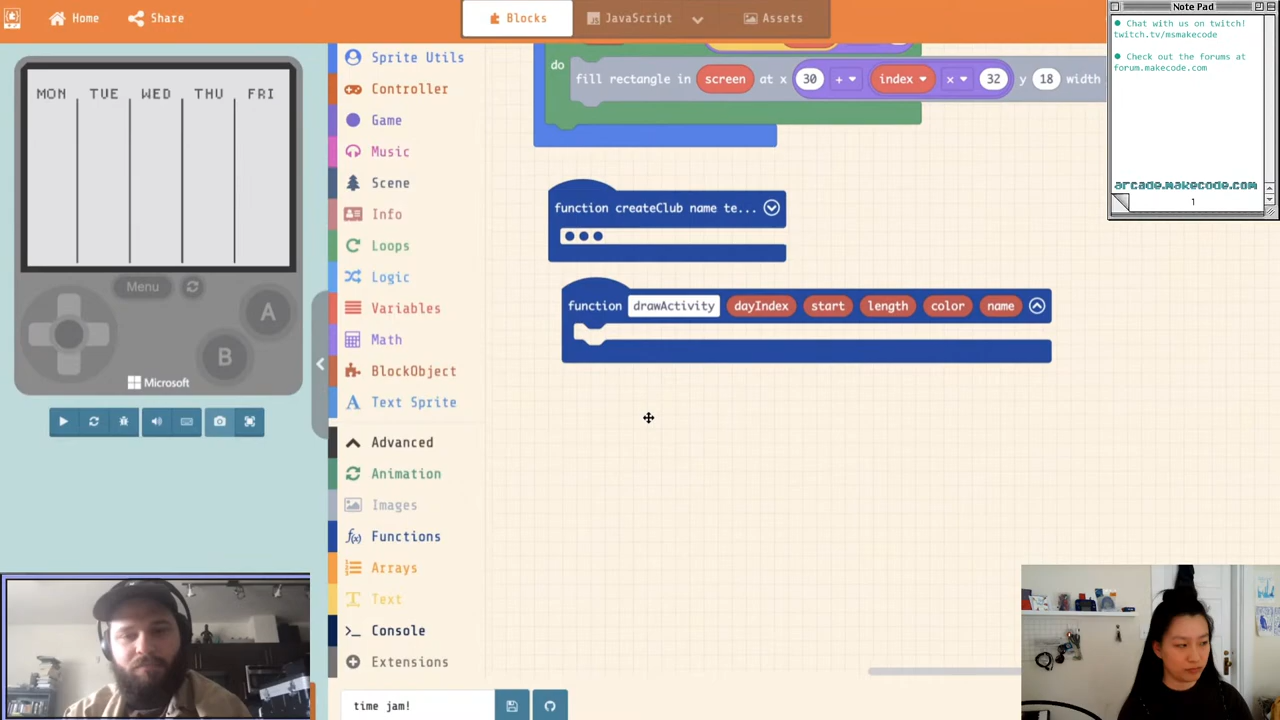 Home
Share
Blocks
JavaScript
Assets
Note Pad
Chat with us on twitch!
twitch.tv/msmakecode
Check out the forums at
forum.makecode.com
arcade.makecode.com
1
MON TUE WED THU FRI
Menu
A
B
Microsoft
Sprite Utils
Controller
Game
Music
Scene
Info
Loops
Logic
Variables
Math
BlockObject
Text Sprite
Advanced
Animation
Images
Functions
Arrays
Text
Console
Extensions
do
fill rectangle in screen at x 30 + index × 32 y 18 width
function createClub name te...
function drawActivity dayIndex start length color name
time jam!